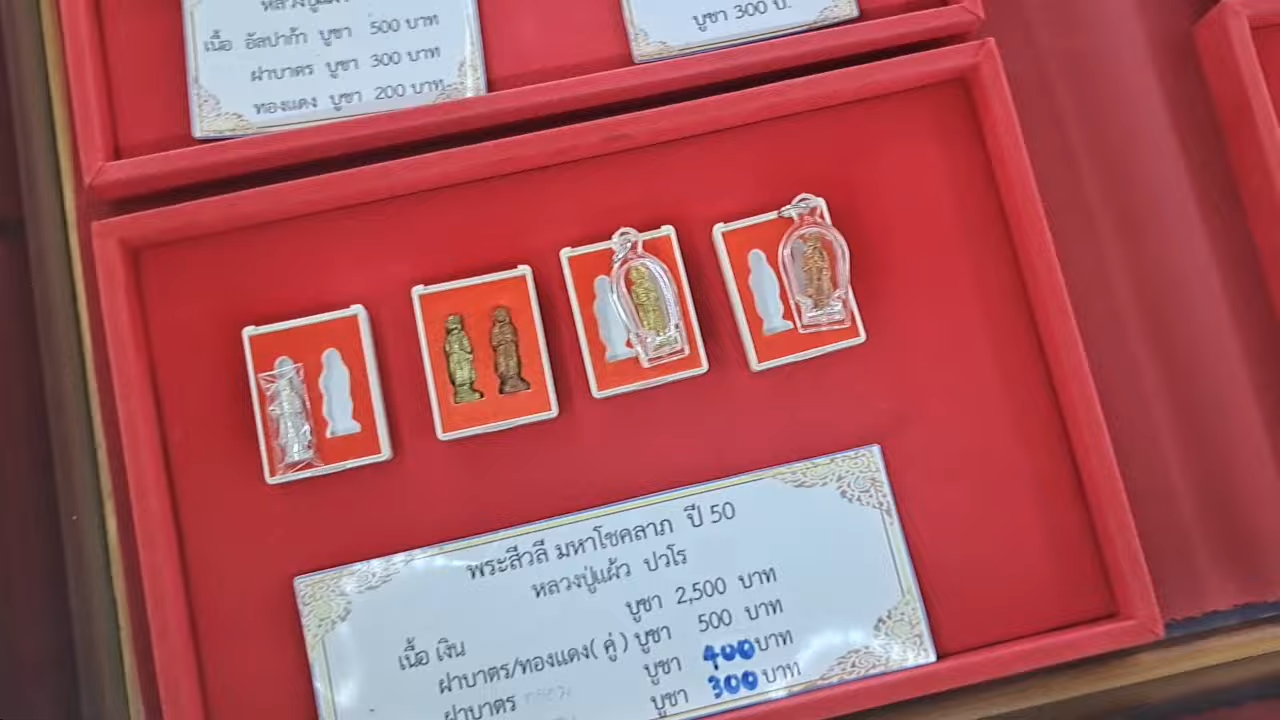 เนื้อ อัลปาก้า บูชา 500 บาท
ฝาบาตร บูชา 300 บาท
ทองแดง บูชา 200 บาท
บูชา 300 บ.
พระสีวลี มหาโชคลาภ ปี 50
หลวงปู่แผ้ว ปวโร
เนื้อ เงิน บูชา 2,500 บาท
ฝาบาตร/ทองแดง(คู่) บูชา 500 บาท
ฝาบาตร บูชา 400 บาท
บูชา 300 บาท